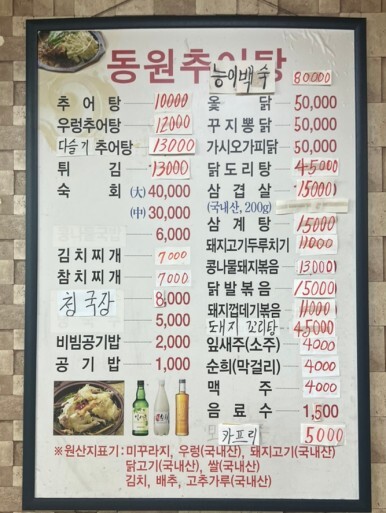 동원추어탕
능이백숙 80000
추어탕 10000
우렁추어탕 12000
다슬기 추어탕 13000
튀김 13000
숙회 (大) 40,000
(中) 30,000
6,000
김치찌개 7000
참치찌개 7000
청국장 8,000
5,000
비빔공기밥 2,000
공기밥 1,000
옻닭 50,000
꾸지뽕닭 50,000
가시오가피닭 50,000
닭도리탕 45000
삼겹살 15000
(국내산, 200g)
삼계탕 15000
돼지고기두루치기 11000
콩나물돼지볶음 13000
닭발볶음 15000
돼지껍데기볶음 11000
돼지 꼬리탕 45000
잎새주(소주) 4000
순희(막걸리) 4000
맥주 4000
음료수 1,500
카프리 5000
※원산지표기 : 미꾸라지, 우렁(국내산), 돼지고기(국내산)
닭고기(국내산), 쌀(국내산)
김치, 배추, 고추가루(국내산)